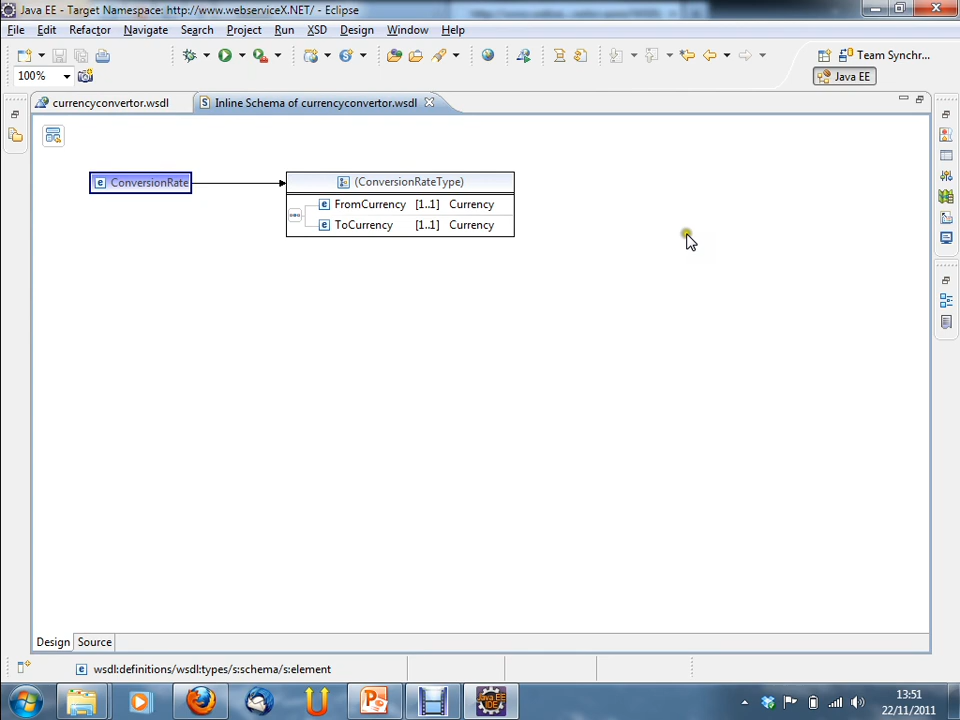 Java EE - Target Namespace: http://www.webserviceX.NET/ - Eclipse
File Edit Refactor Navigate Search Project Run XSD Design Window Help
Team Synchr...
100%
Java EE
currencyconvertor.wsdl
Inline Schema of currencyconvertor.wsdl
ConversionRate
(ConversionRateType)
FromCurrency [1..1] Currency
ToCurrency [1..1] Currency
Design Source
wsdl:definitions/wsdl:types/s:schema/s:element
13:51
22/11/2011